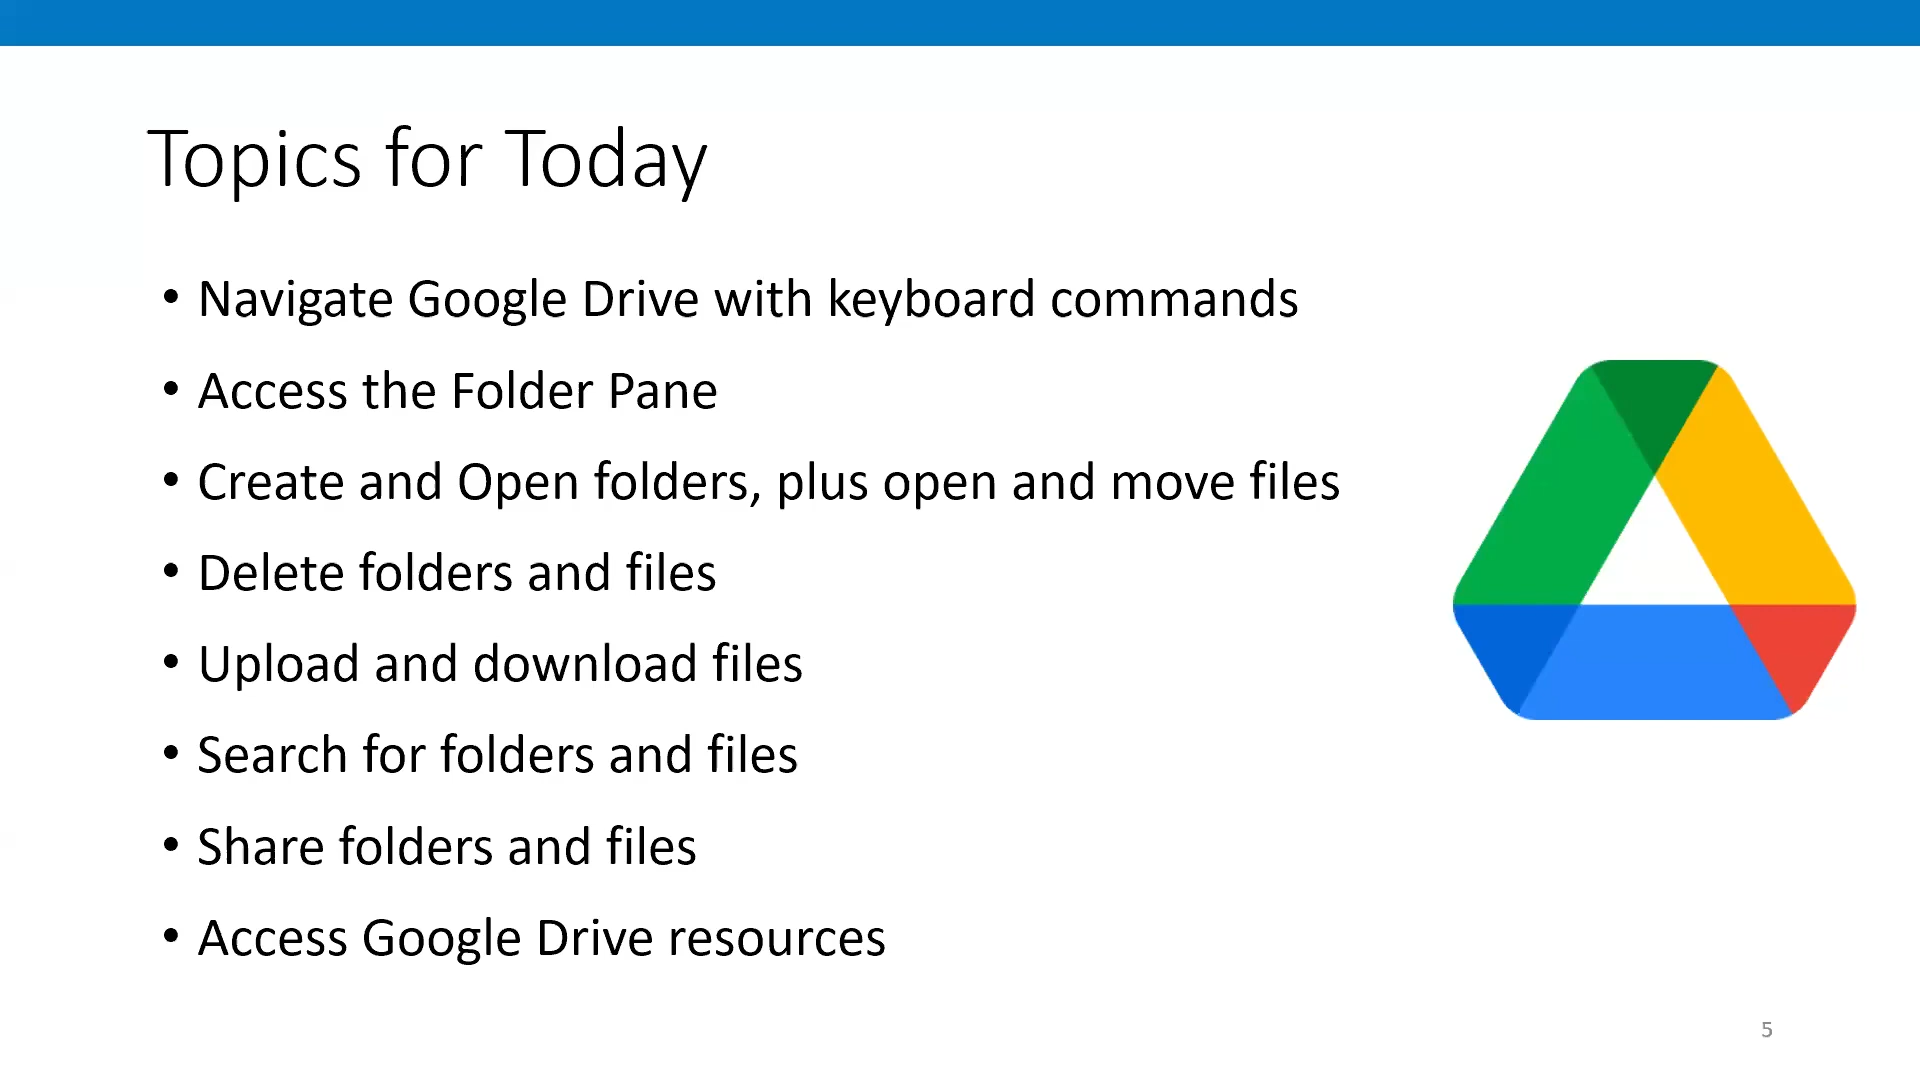 Topics for Today
• Navigate Google Drive with keyboard commands
• Access the Folder Pane
• Create and Open folders, plus open and move files
• Delete folders and files
• Upload and download files
• Search for folders and files
• Share folders and files
• Access Google Drive resources
5